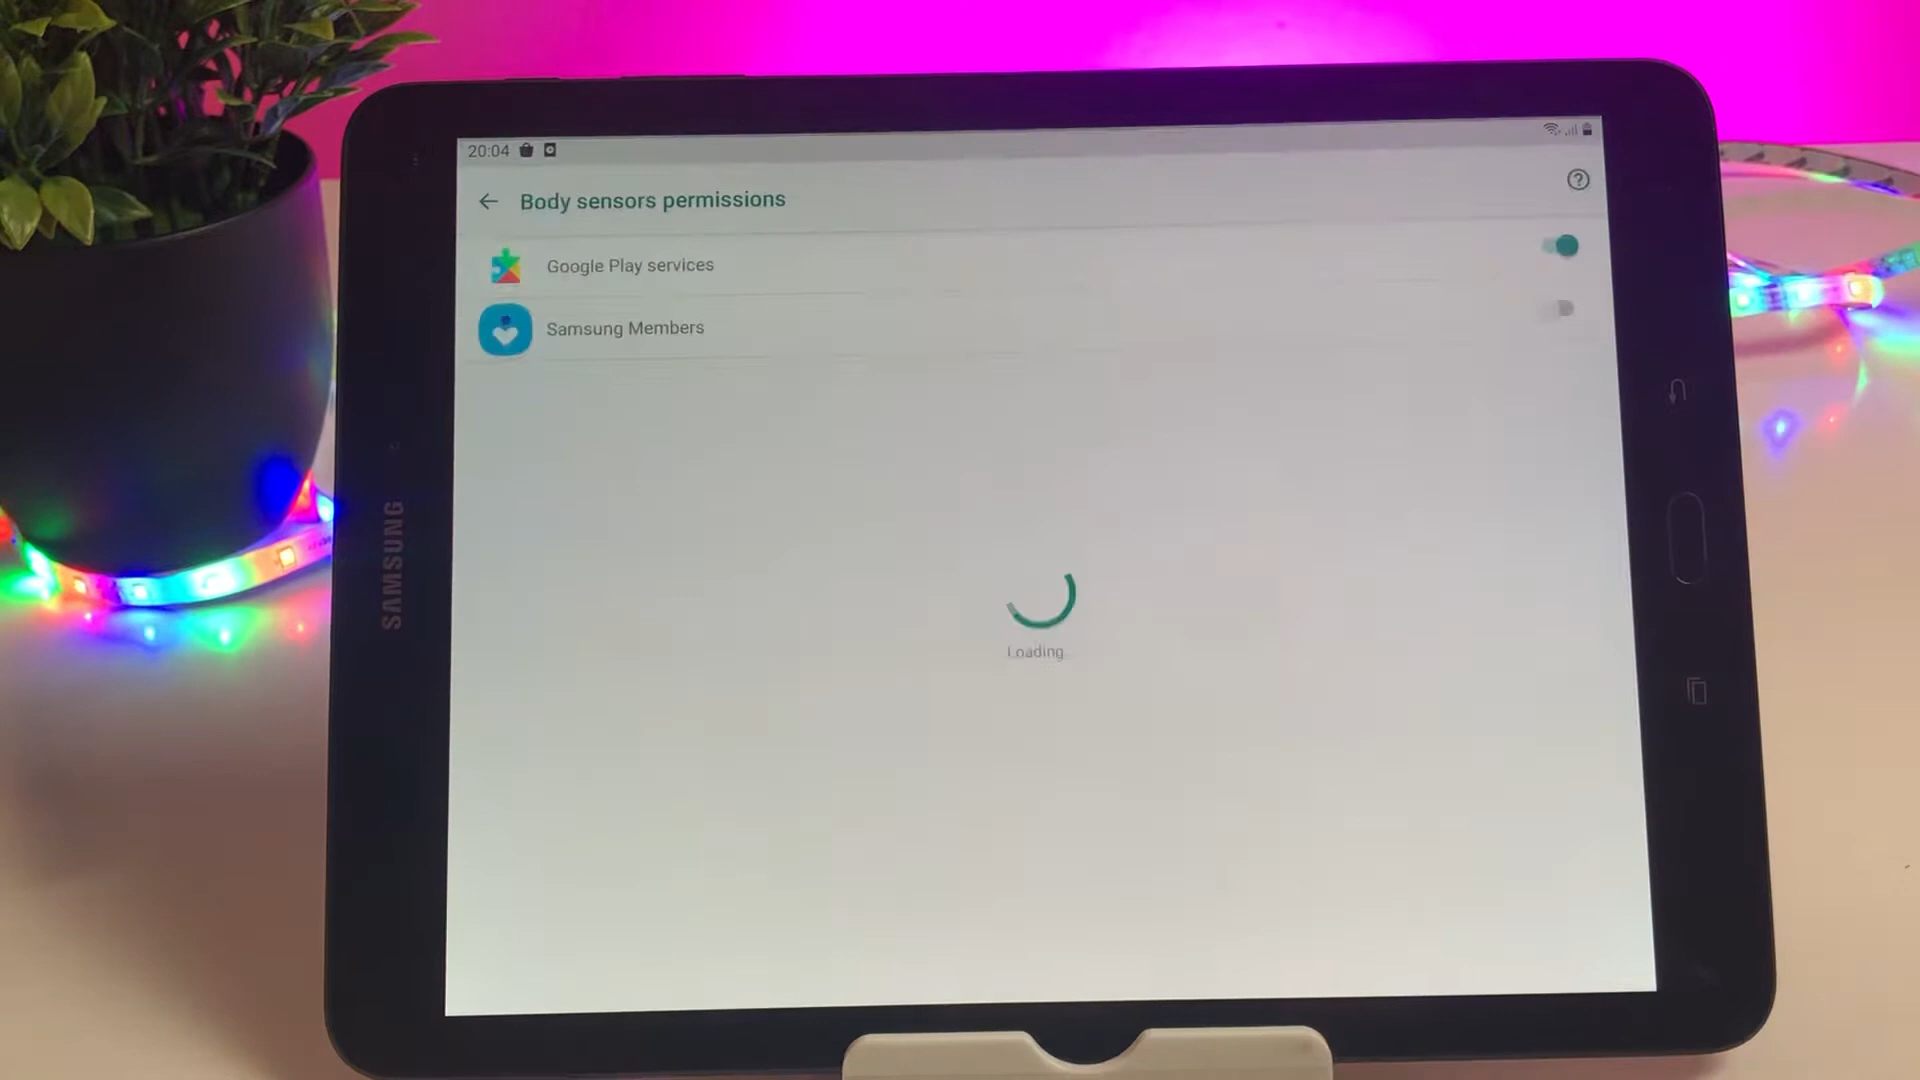 20:04
Body sensors permissions
Google Play services
Samsung Members
Loading
SAMSUNG